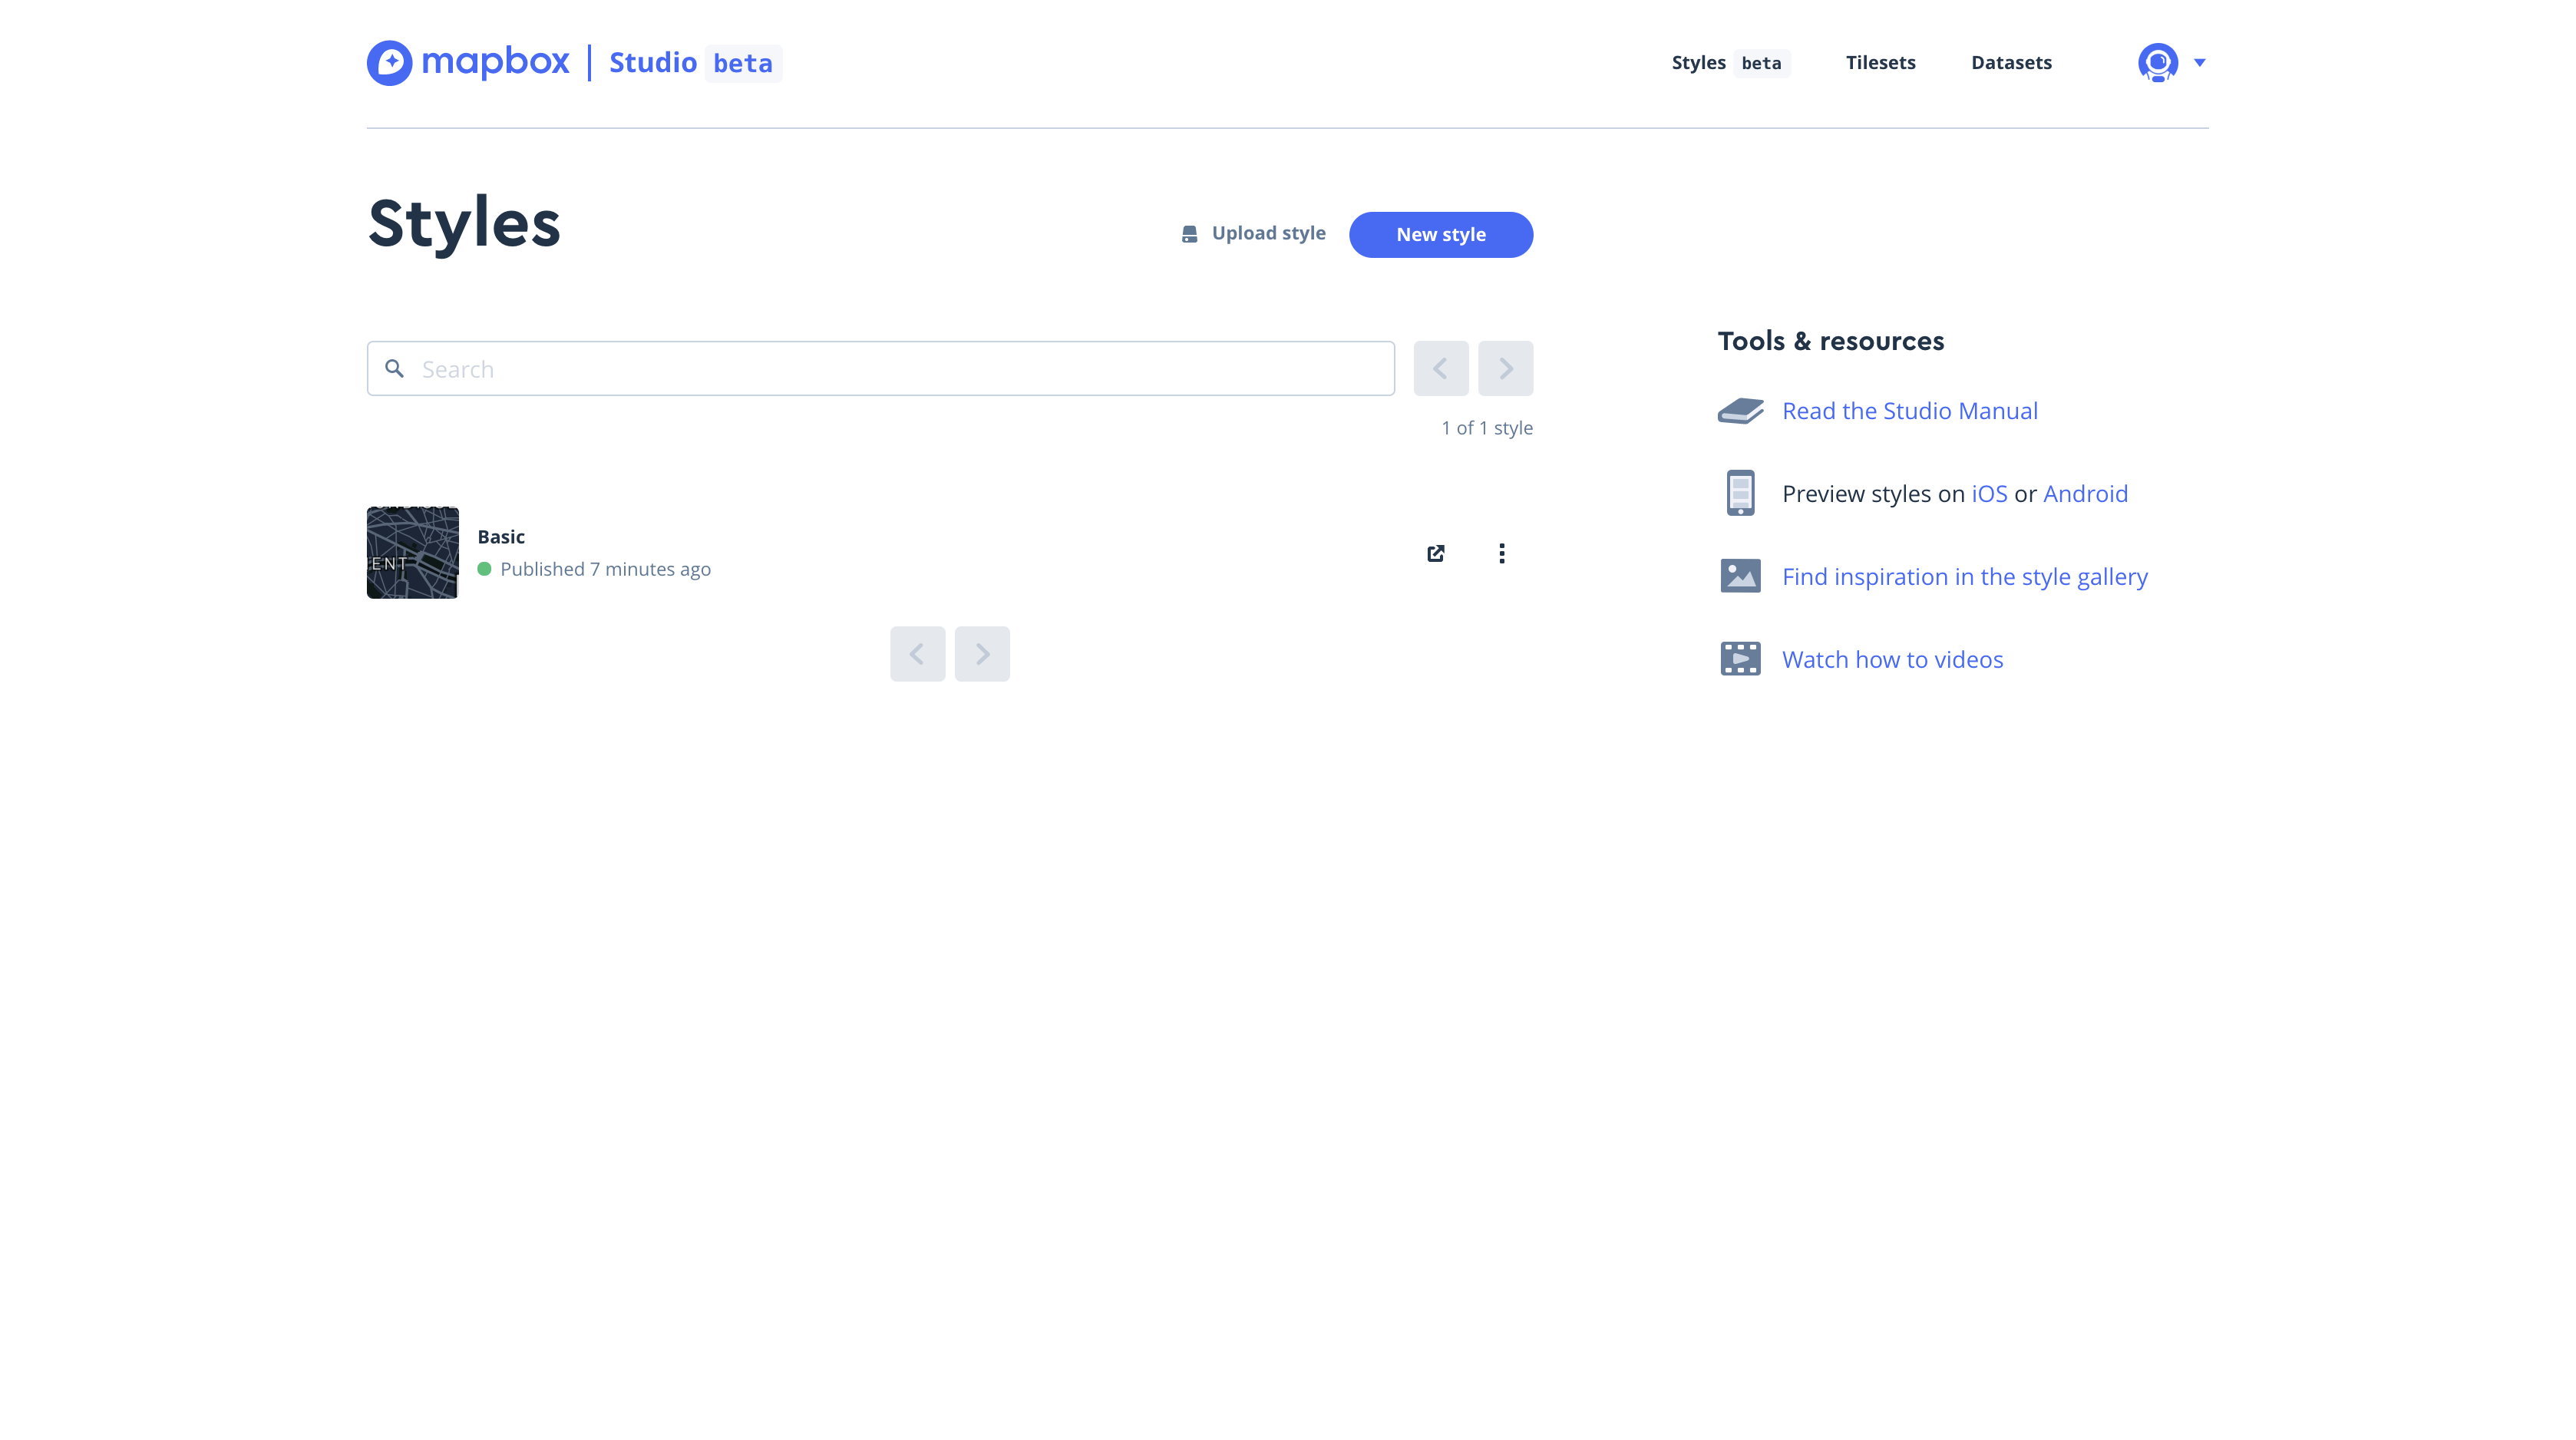 mapbox | Studio beta
Styles beta Tilesets Datasets
Styles
Upload style New style
Search
1 of 1 style
Basic
Published 7 minutes ago
ENT
Tools & resources
Read the Studio Manual
Preview styles on iOS or Android
Find inspiration in the style gallery
Watch how to videos